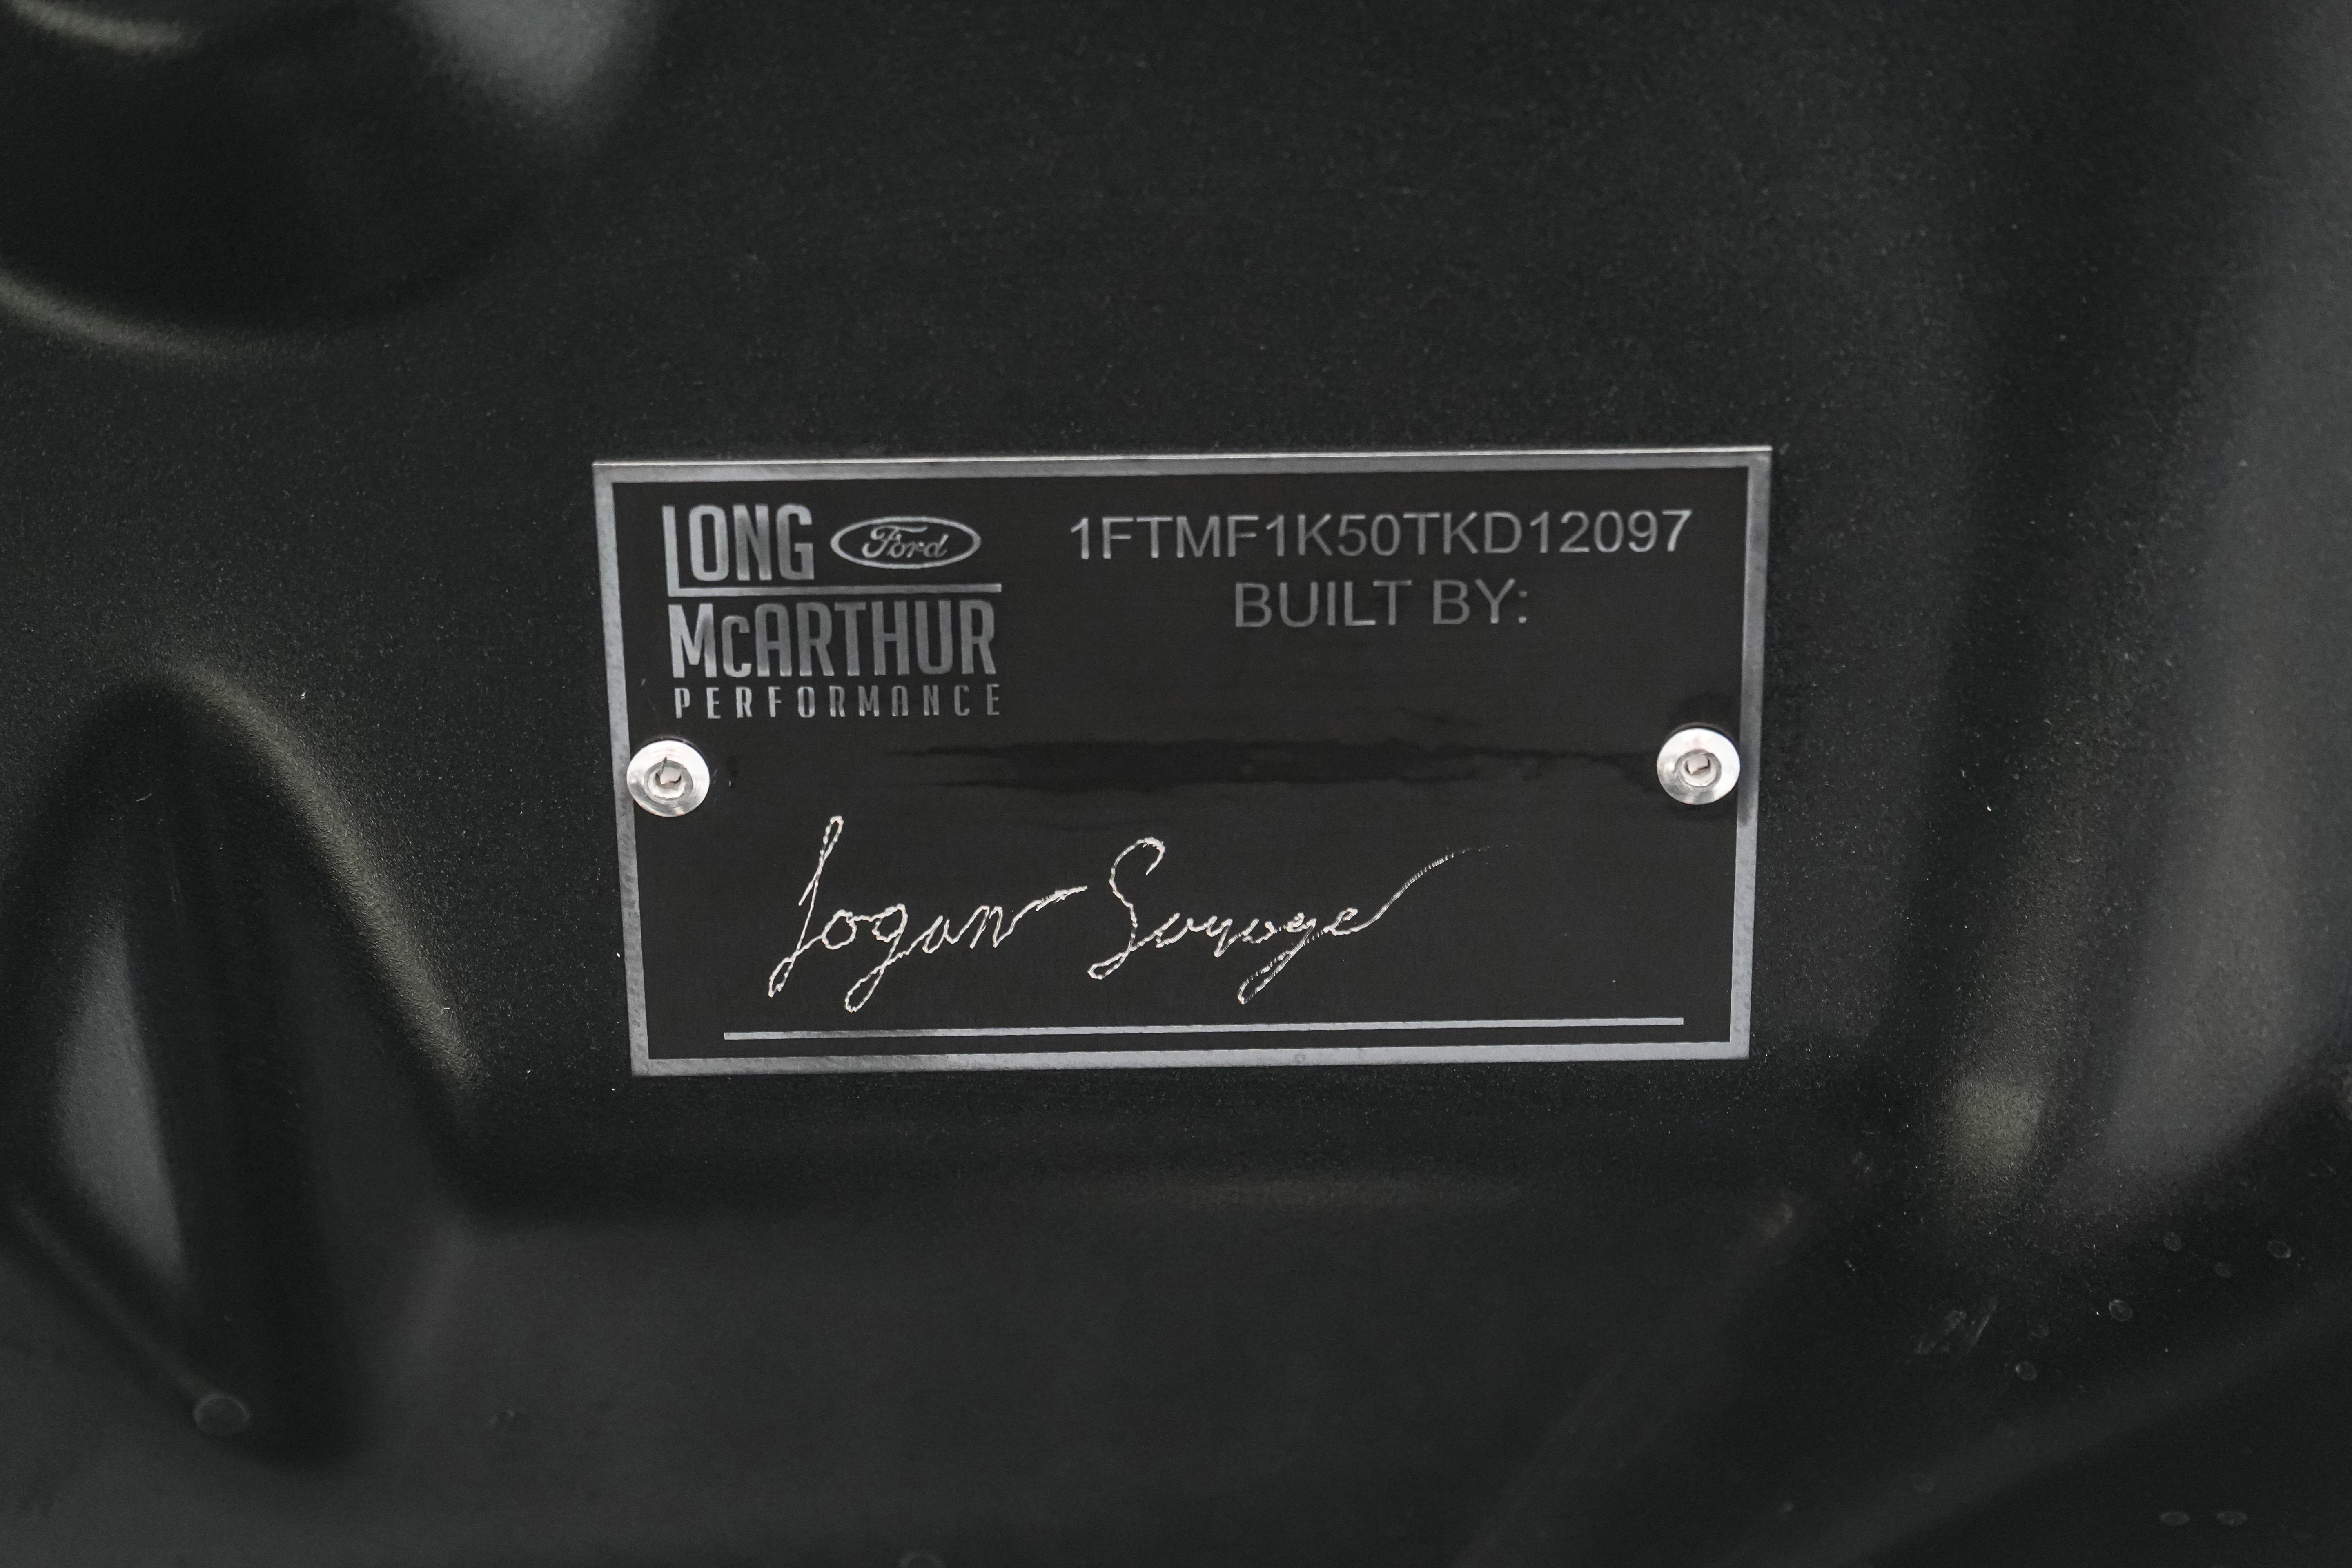 LONG Ford
McARTHUR
PERFORMANCE
1FTMF1K50TKD12097
BUILT BY:
Logan Savage